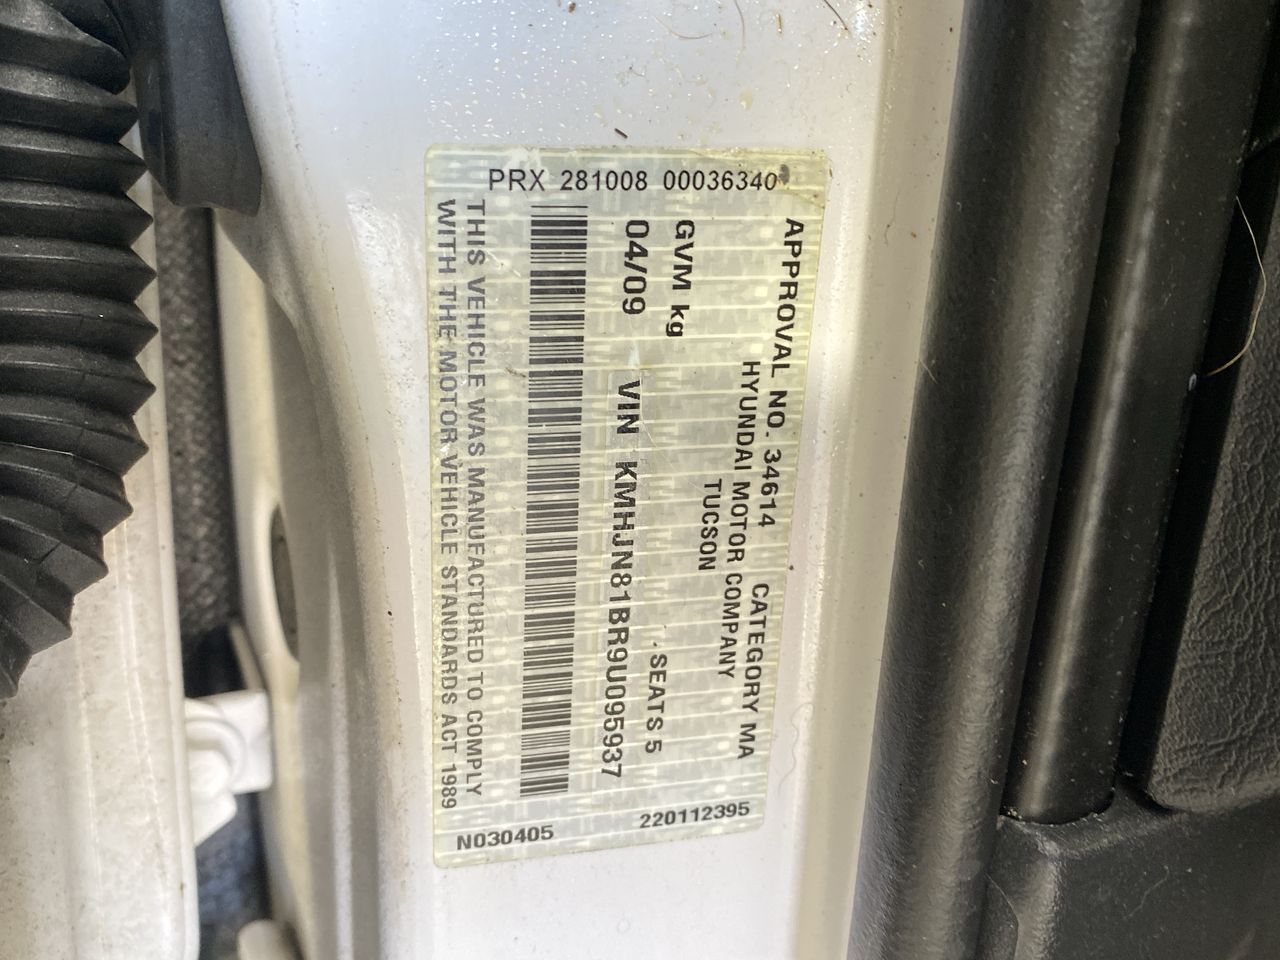 PRX 281008 00036340
APPROVAL NO. 34614 CATEGORY MA
HYUNDAI MOTOR COMPANY
TUCSON
GVM kg SEATS 5
04/09 VIN KMHJN81BR9U095937
THIS VEHICLE WAS MANUFACTURED TO COMPLY
WITH THE MOTOR VEHICLE STANDARDS ACT 1989
N030405 220112395